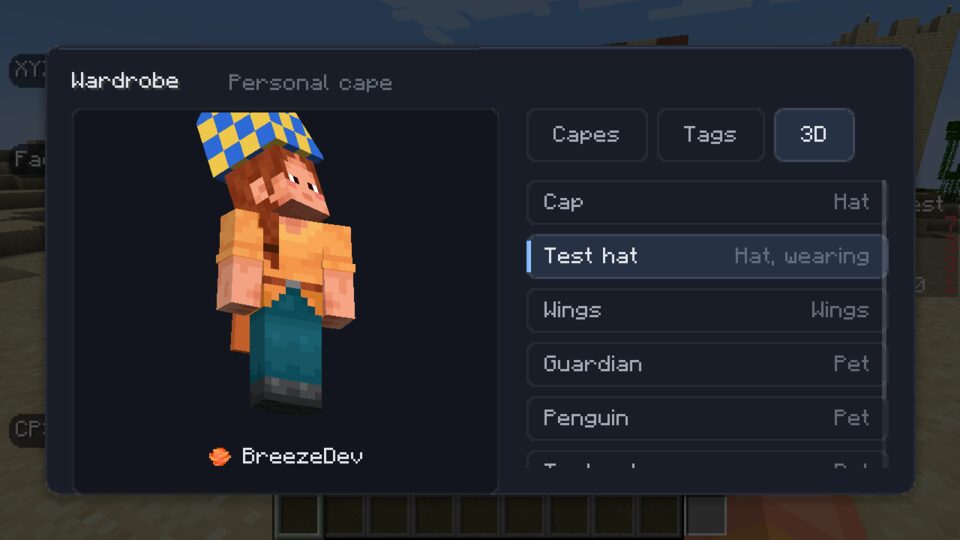 XYZ
Wardrobe
Personal cape
Capes
Tags
3D
Cap
Hat
Test hat
Hat, wearing
Wings
Wings
Guardian
Pet
Penguin
Pet
BreezeDev